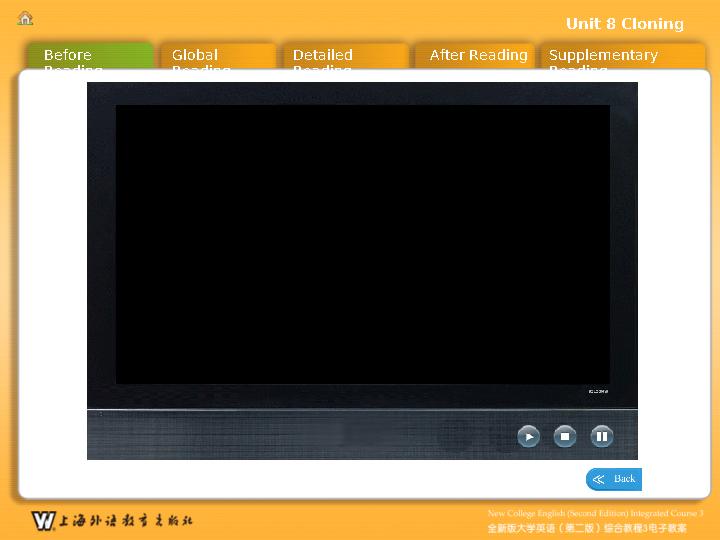 Unit 8 Cloning
Before
Reading
Global
Reading
Detailed
Reading
After Reading
Supplementary
Reading
Back
W 上海外语教育出版社
New College English (Second Edition) Integrated Course 3
全新版大学英语（第二版）综合教程3电子教案